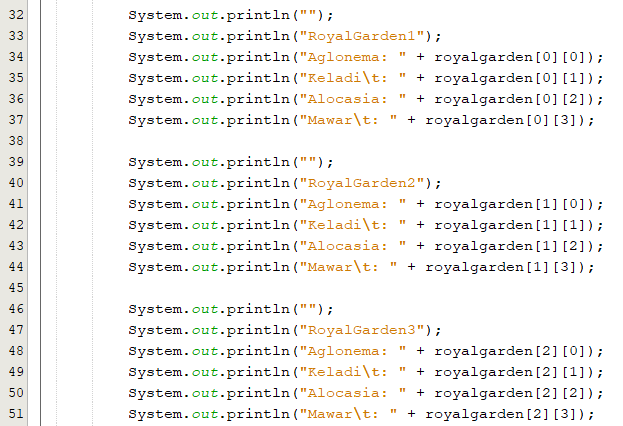 32 System.out.println("");
33 System.out.println("RoyalGarden1");
34 System.out.println("Aglonema: " + royalgarden[0][0]);
35 System.out.println("Keladi\t: " + royalgarden[0][1]);
36 System.out.println("Alocasia: " + royalgarden[0][2]);
37 System.out.println("Mawar\t: " + royalgarden[0][3]);
38
39 System.out.println("");
40 System.out.println("RoyalGarden2");
41 System.out.println("Aglonema: " + royalgarden[1][0]);
42 System.out.println("Keladi\t: " + royalgarden[1][1]);
43 System.out.println("Alocasia: " + royalgarden[1][2]);
44 System.out.println("Mawar\t: " + royalgarden[1][3]);
45
46 System.out.println("");
47 System.out.println("RoyalGarden3");
48 System.out.println("Aglonema: " + royalgarden[2][0]);
49 System.out.println("Keladi\t: " + royalgarden[2][1]);
50 System.out.println("Alocasia: " + royalgarden[2][2]);
51 System.out.println("Mawar\t: " + royalgarden[2][3]);